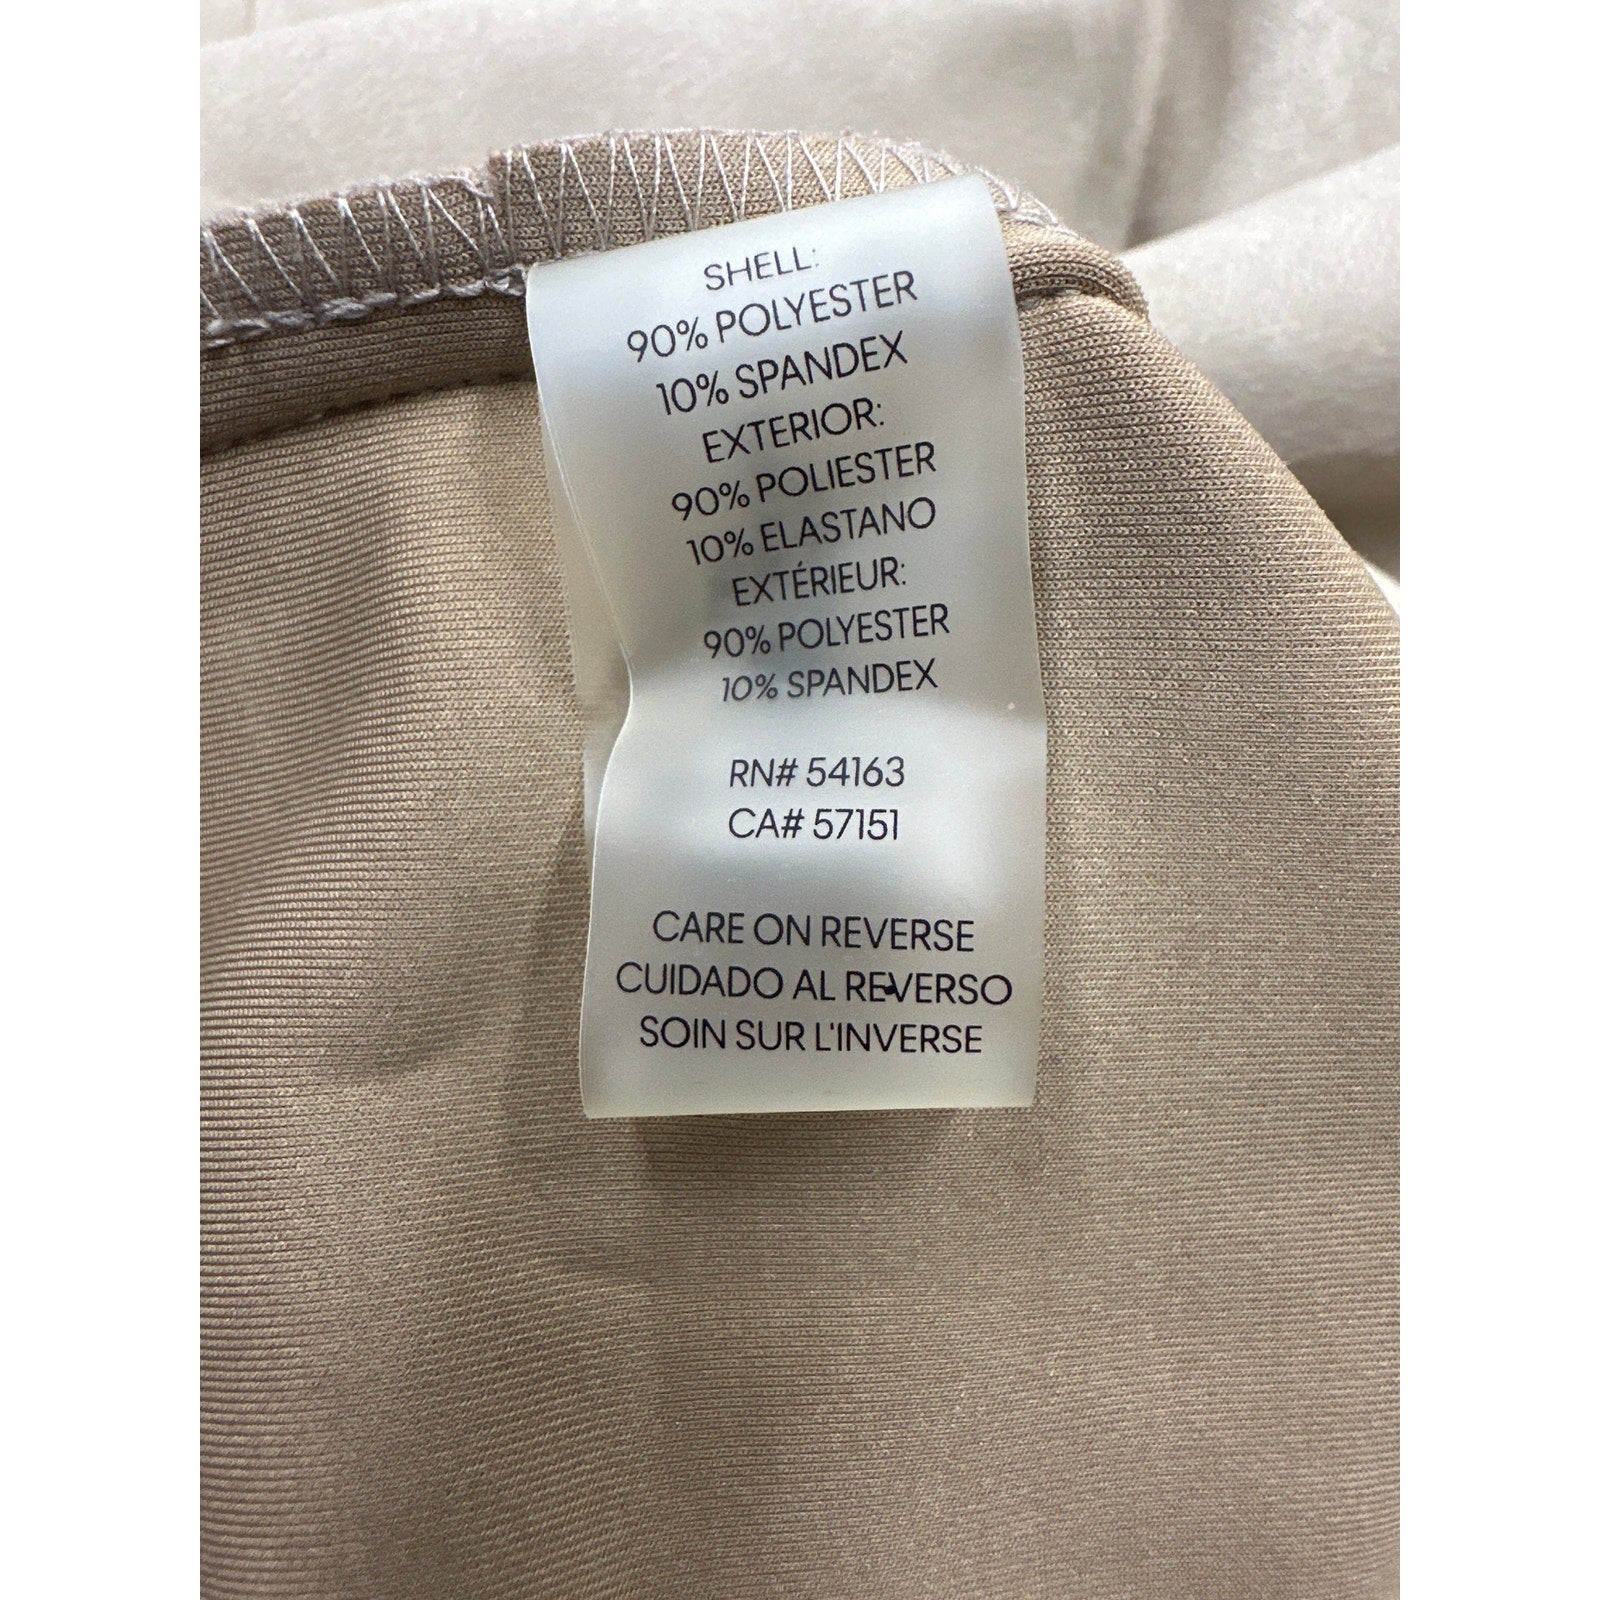 SHELL:
90% POLYESTER
10% SPANDEX
EXTERIOR:
90% POLIESTER
10% ELASTANO
EXTÉRIEUR:
90% POLYESTER
10% SPANDEX
RN# 54163
CA# 57151
CARE ON REVERSE
CUIDADO AL REVERSO
SOIN SUR L'INVERSE